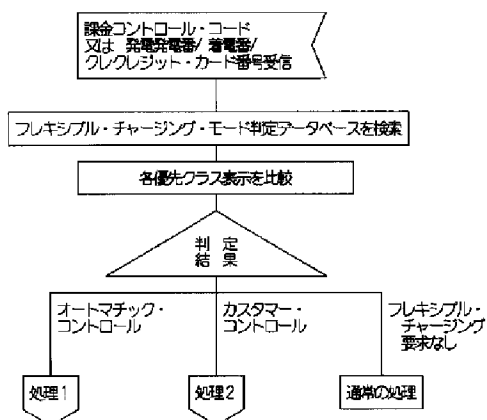 課金コントロール・コード
又は 発電発電番/ 着電番/
クレクレジット・カード番号受信
フレキシブル・チャージング・モード判定データベースを検索
各優先クラス表示を比較
判 定
結 果
オートマチック・
コントロール
カスタマー・
コントロール
フレキシブル・
チャージング
要求なし
処理1
処理2
通常の処理